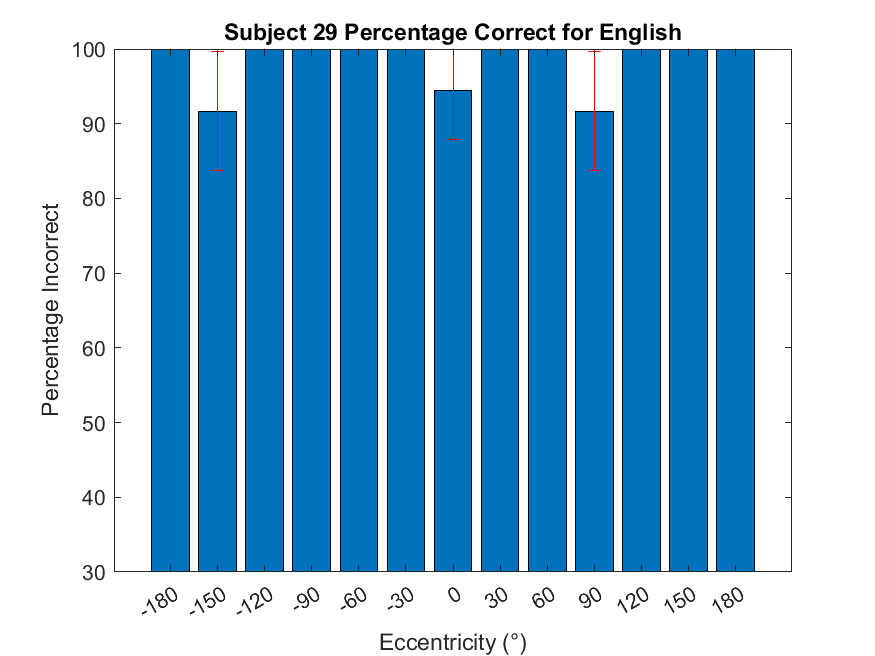 Subject 29 Percentage Correct for English
100
90
80
70
60
50
40
30
Percentage Incorrect
-180 -150 -120 -90 -60 -30 0 30 60 90 120 150 180
Eccentricity (°)